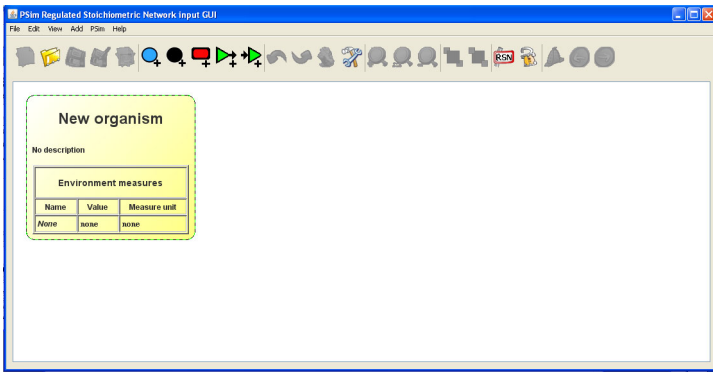 PSim Regulated Stoichiometric Network input GUI
File Edit View Add PSim Help
RSN
New organism
No description
Environment measures
Name Value Measure unit
None none none